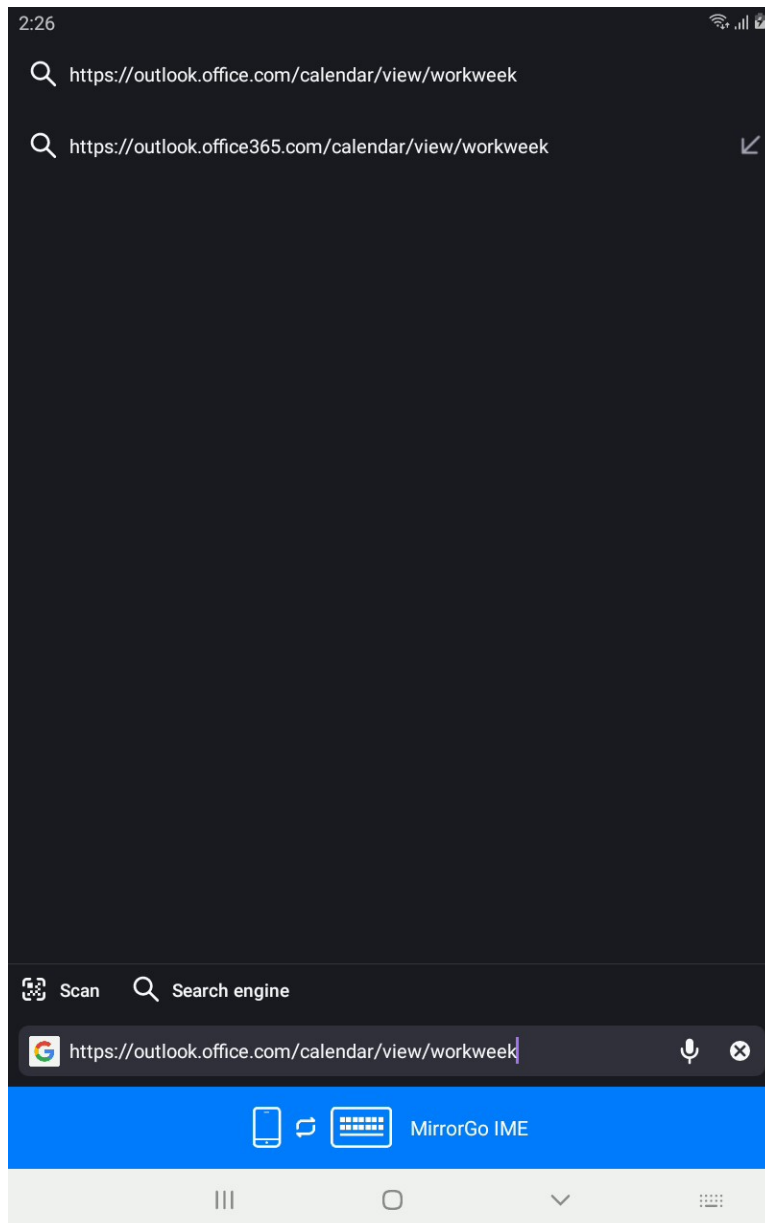 2:26
https://outlook.office.com/calendar/view/workweek
https://outlook.office365.com/calendar/view/workweek
Scan Search engine
https://outlook.office.com/calendar/view/workweek
MirrorGo IME